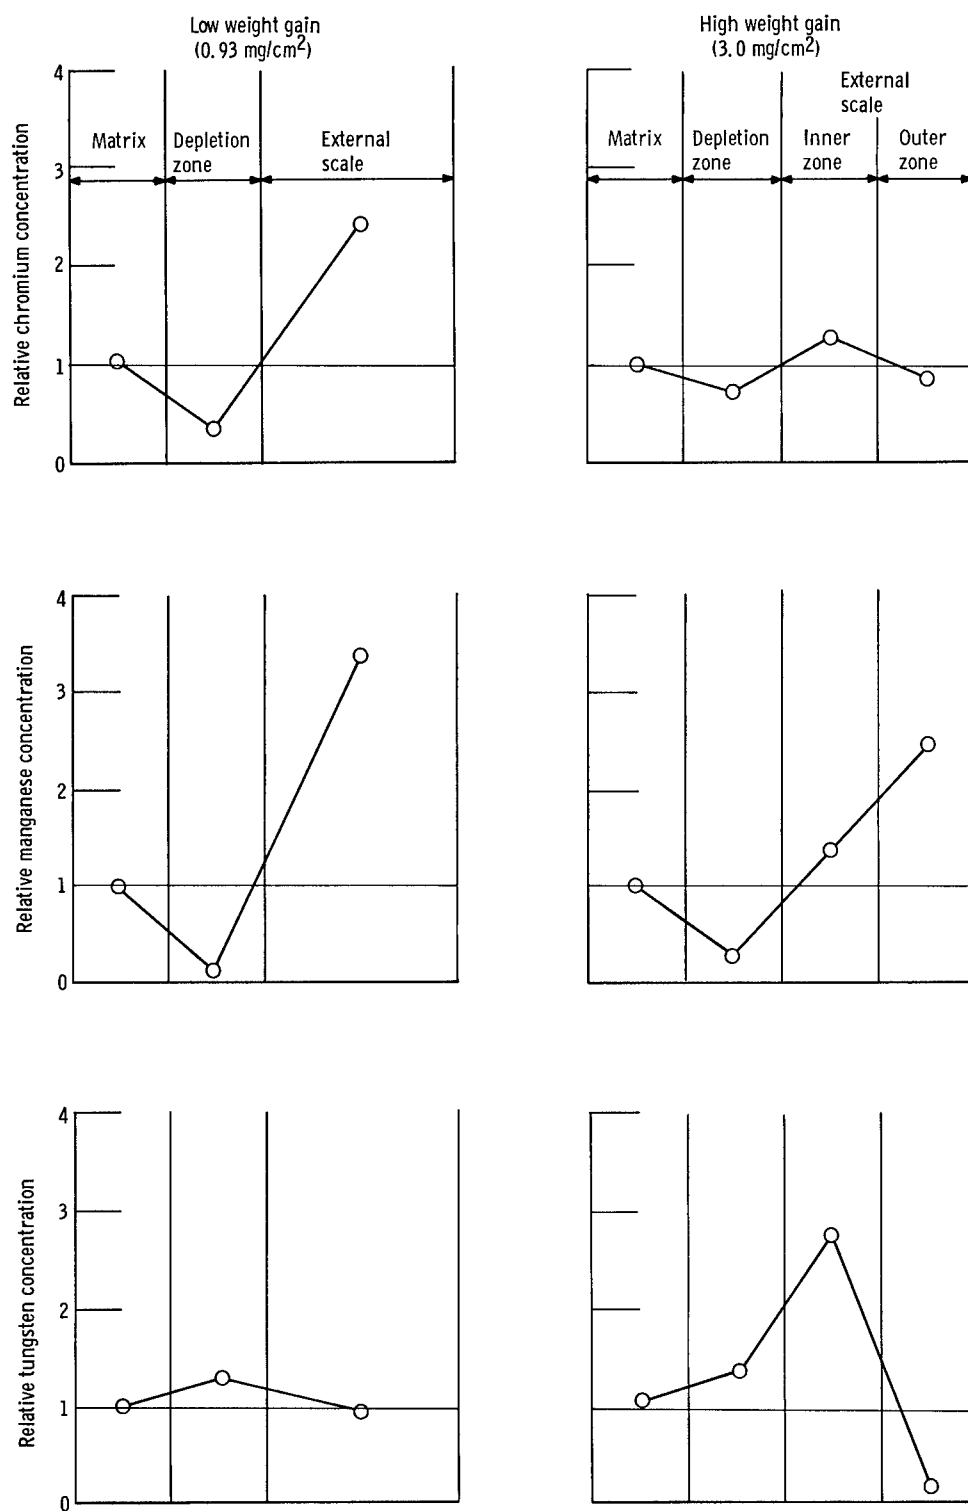 Low weight gain
(0.93 mg/cm2)
High weight gain
(3.0 mg/cm2)
Relative chromium concentration
4
3
2
1
0
Matrix
Depletion
zone
External
scale
Matrix
Depletion
zone
External
scale
Inner
zone
Outer
zone
Relative manganese concentration
4
3
2
1
0
Relative tungsten concentration
4
3
2
1
0